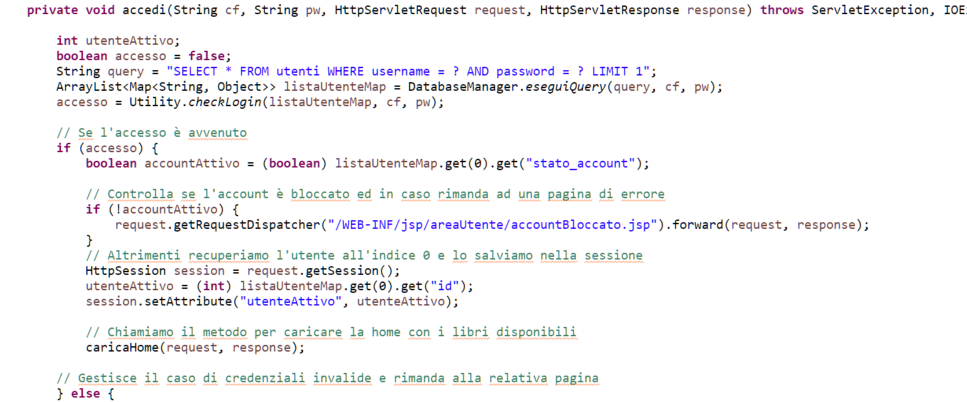 private void accedi(String cf, String pw, HttpServletRequest request, HttpServletResponse response) throws ServletException, IOE
int utenteAttivo;
boolean accesso = false;
String query = "SELECT * FROM utenti WHERE username = ? AND password = ? LIMIT 1";
ArrayList<Map<String, Object>> listaUtenteMap = DatabaseManager.eseguiQuery(query, cf, pw);
accesso = Utility.checkLogin(listaUtenteMap, cf, pw);
// Se l'accesso è avvenuto
if (accesso) {
boolean accountAttivo = (boolean) listaUtenteMap.get(0).get("stato_account");
// Controlla se l'account è bloccato ed in caso rimanda ad una pagina di errore
if (!accountAttivo) {
request.getRequestDispatcher("/WEB-INF/jsp/areaUtente/accountBloccato.jsp").forward(request, response);
}
// Altrimenti recuperiamo l'utente all'indice 0 e lo salviamo nella sessione
HttpSession session = request.getSession();
utenteAttivo = (int) listaUtenteMap.get(0).get("id");
session.setAttribute("utenteAttivo", utenteAttivo);
// Chiamiamo il metodo per caricare la home con i libri disponibili
caricaHome(request, response);
// Gestisce il caso di credenziali invalide e rimanda alla relativa pagina
} else {